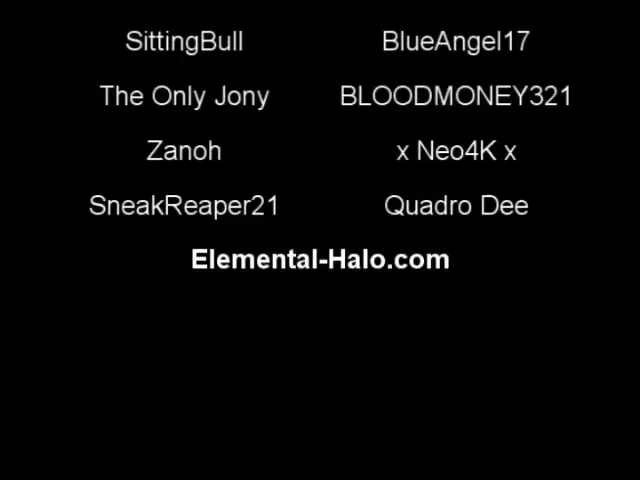 SittingBull BlueAngel17
The Only Jony BLOODMONEY321
Zanoh x Neo4K x
SneakReaper21 Quadro Dee
Elemental-Halo.com